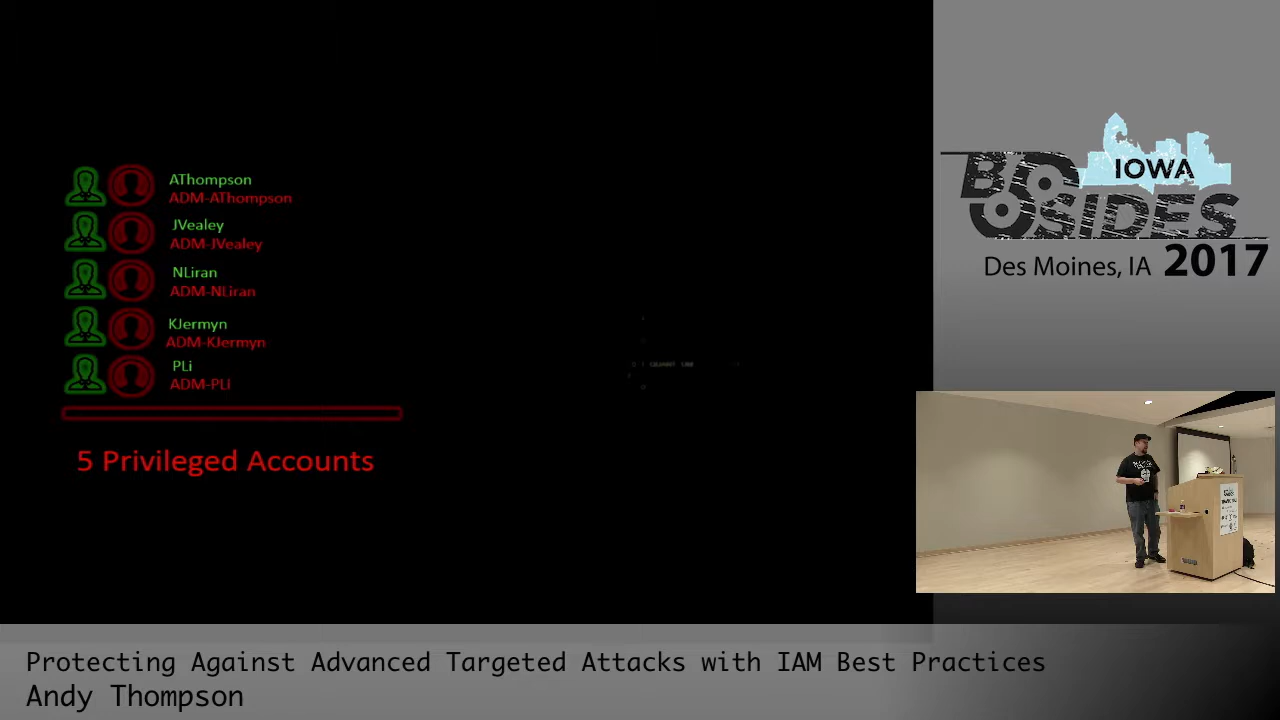 AThompson
ADM-AThompson
JVealey
ADM-JVealey
NLiran
ADM-NLiran
KJermyn
ADM-KJermyn
PLi
ADM-PLI
5 Privileged Accounts
IOWA
BSIDES
Des Moines, IA 2017
Protecting Against Advanced Targeted Attacks with IAM Best Practices
Andy Thompson